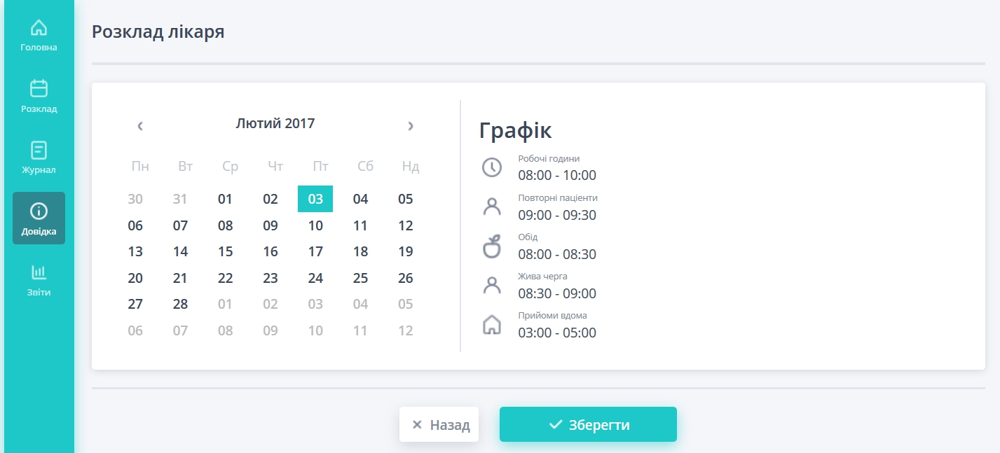 Головна
Розклад
Журнал
Довідка
Звіти
Розклад лікаря
Лютий 2017
Пн Вт Ср Чт Пт Сб Нд
30 31 01 02 03 04 05
06 07 08 09 10 11 12
13 14 15 16 17 18 19
20 21 22 23 24 25 26
27 28 01 02 03 04 05
06 07 08 09 10 11 12
Графік
Робочі години
08:00 - 10:00
Повторні пацієнти
09:00 - 09:30
Обід
08:00 - 08:30
Жива черга
08:30 - 09:00
Прийоми вдома
03:00 - 05:00
Назад
Зберегти